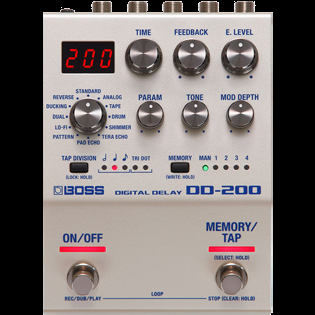 TIME FEEDBACK E. LEVEL
200
STANDARD
REVERSE ANALOG
DUCKING TAPE
DUAL DRUM
LO-FI SHIMMER
PATTERN TERA ECHO
PAD ECHO
PARAM TONE MOD DEPTH
TAP DIVISION TRI DOT MEMORY MAN 1 2 3 4
(LOCK: HOLD) (WRITE: HOLD)
BOSS DIGITAL DELAY DD-200
ON/OFF MEMORY/
TAP
(SELECT: HOLD)
REC/DUB/PLAY LOOP STOP (CLEAR: HOLD)